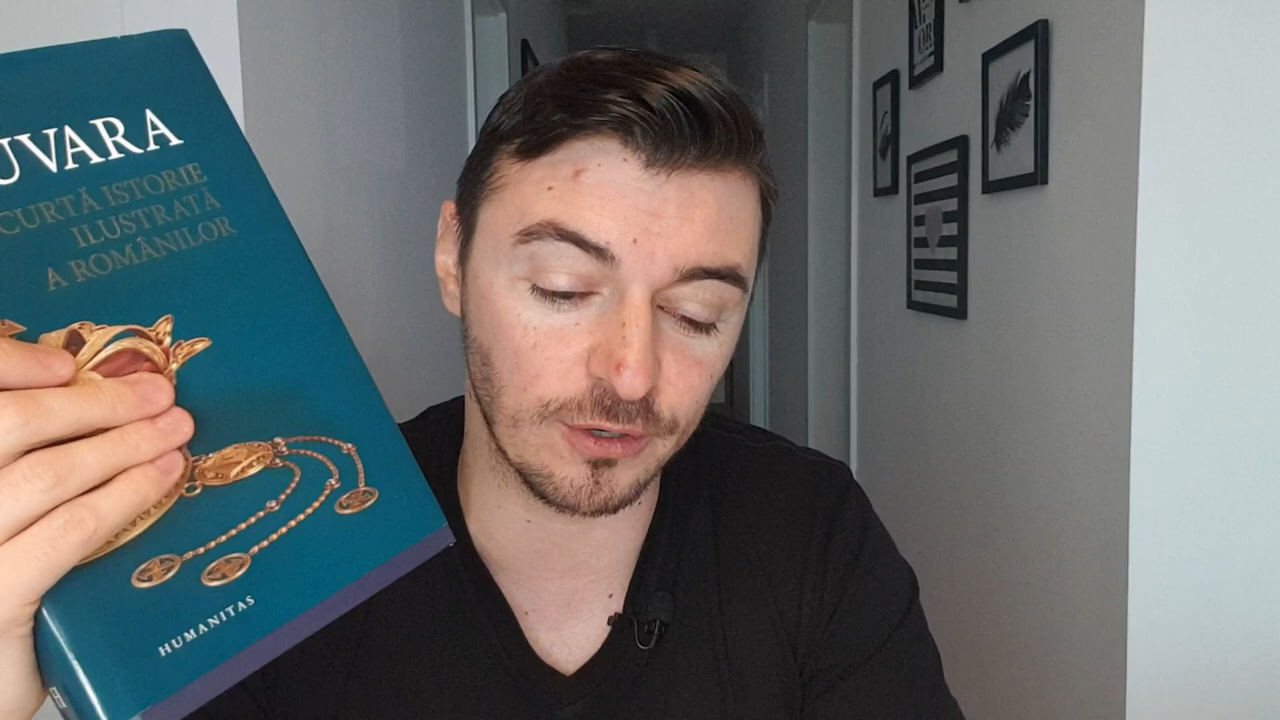 UVARA
CURTĂ ISTORIE
ILUSTRATĂ
A ROMÂNILOR
HUMANITAS